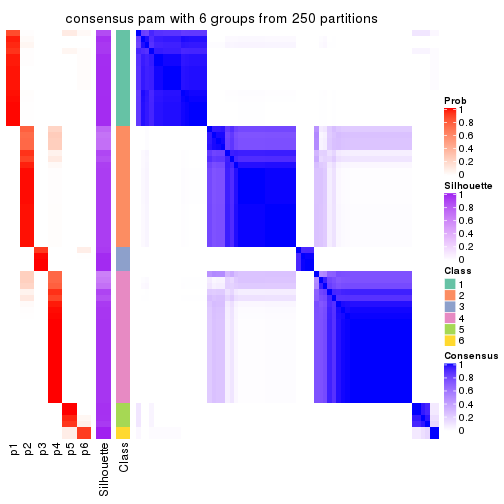 consensus pam with 6 groups from 250 partitions
Prob
1
0.8
0.6
0.4
0.2
0
Silhouette
1
0.8
0.6
0.4
0.2
0
Class
1
2
3
4
5
6
Consensus
1
0.8
0.6
0.4
0.2
0
p1
p2
p3
p4
p5
p6
Silhouette
Class